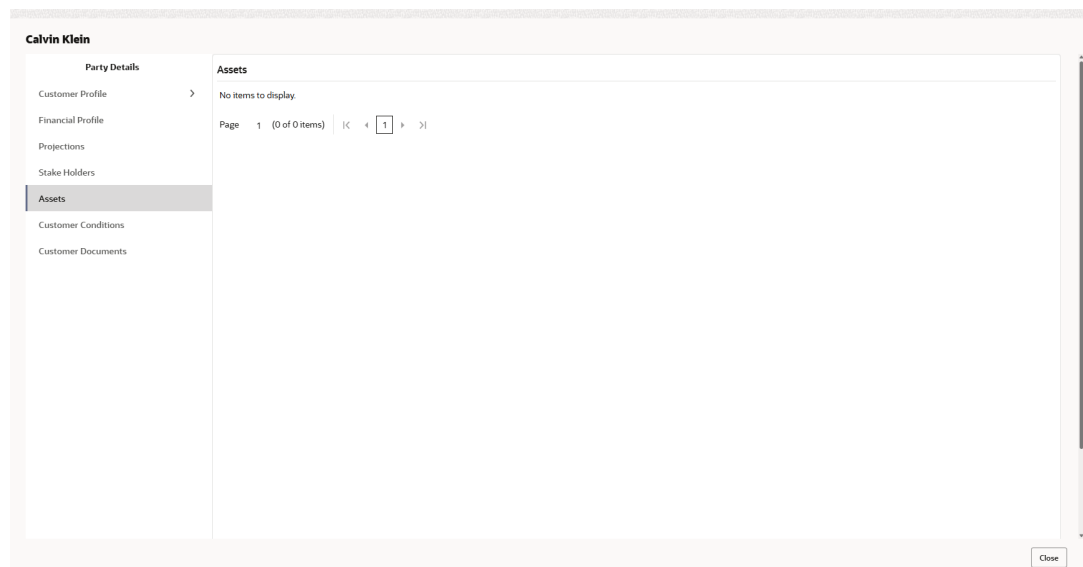 Calvin Klein
Party Details
Customer Profile
Financial Profile
Projections
Stake Holders
Assets
Customer Conditions
Customer Documents
Assets
No items to display.
Page 1 (0 of 0 items) 1
Close